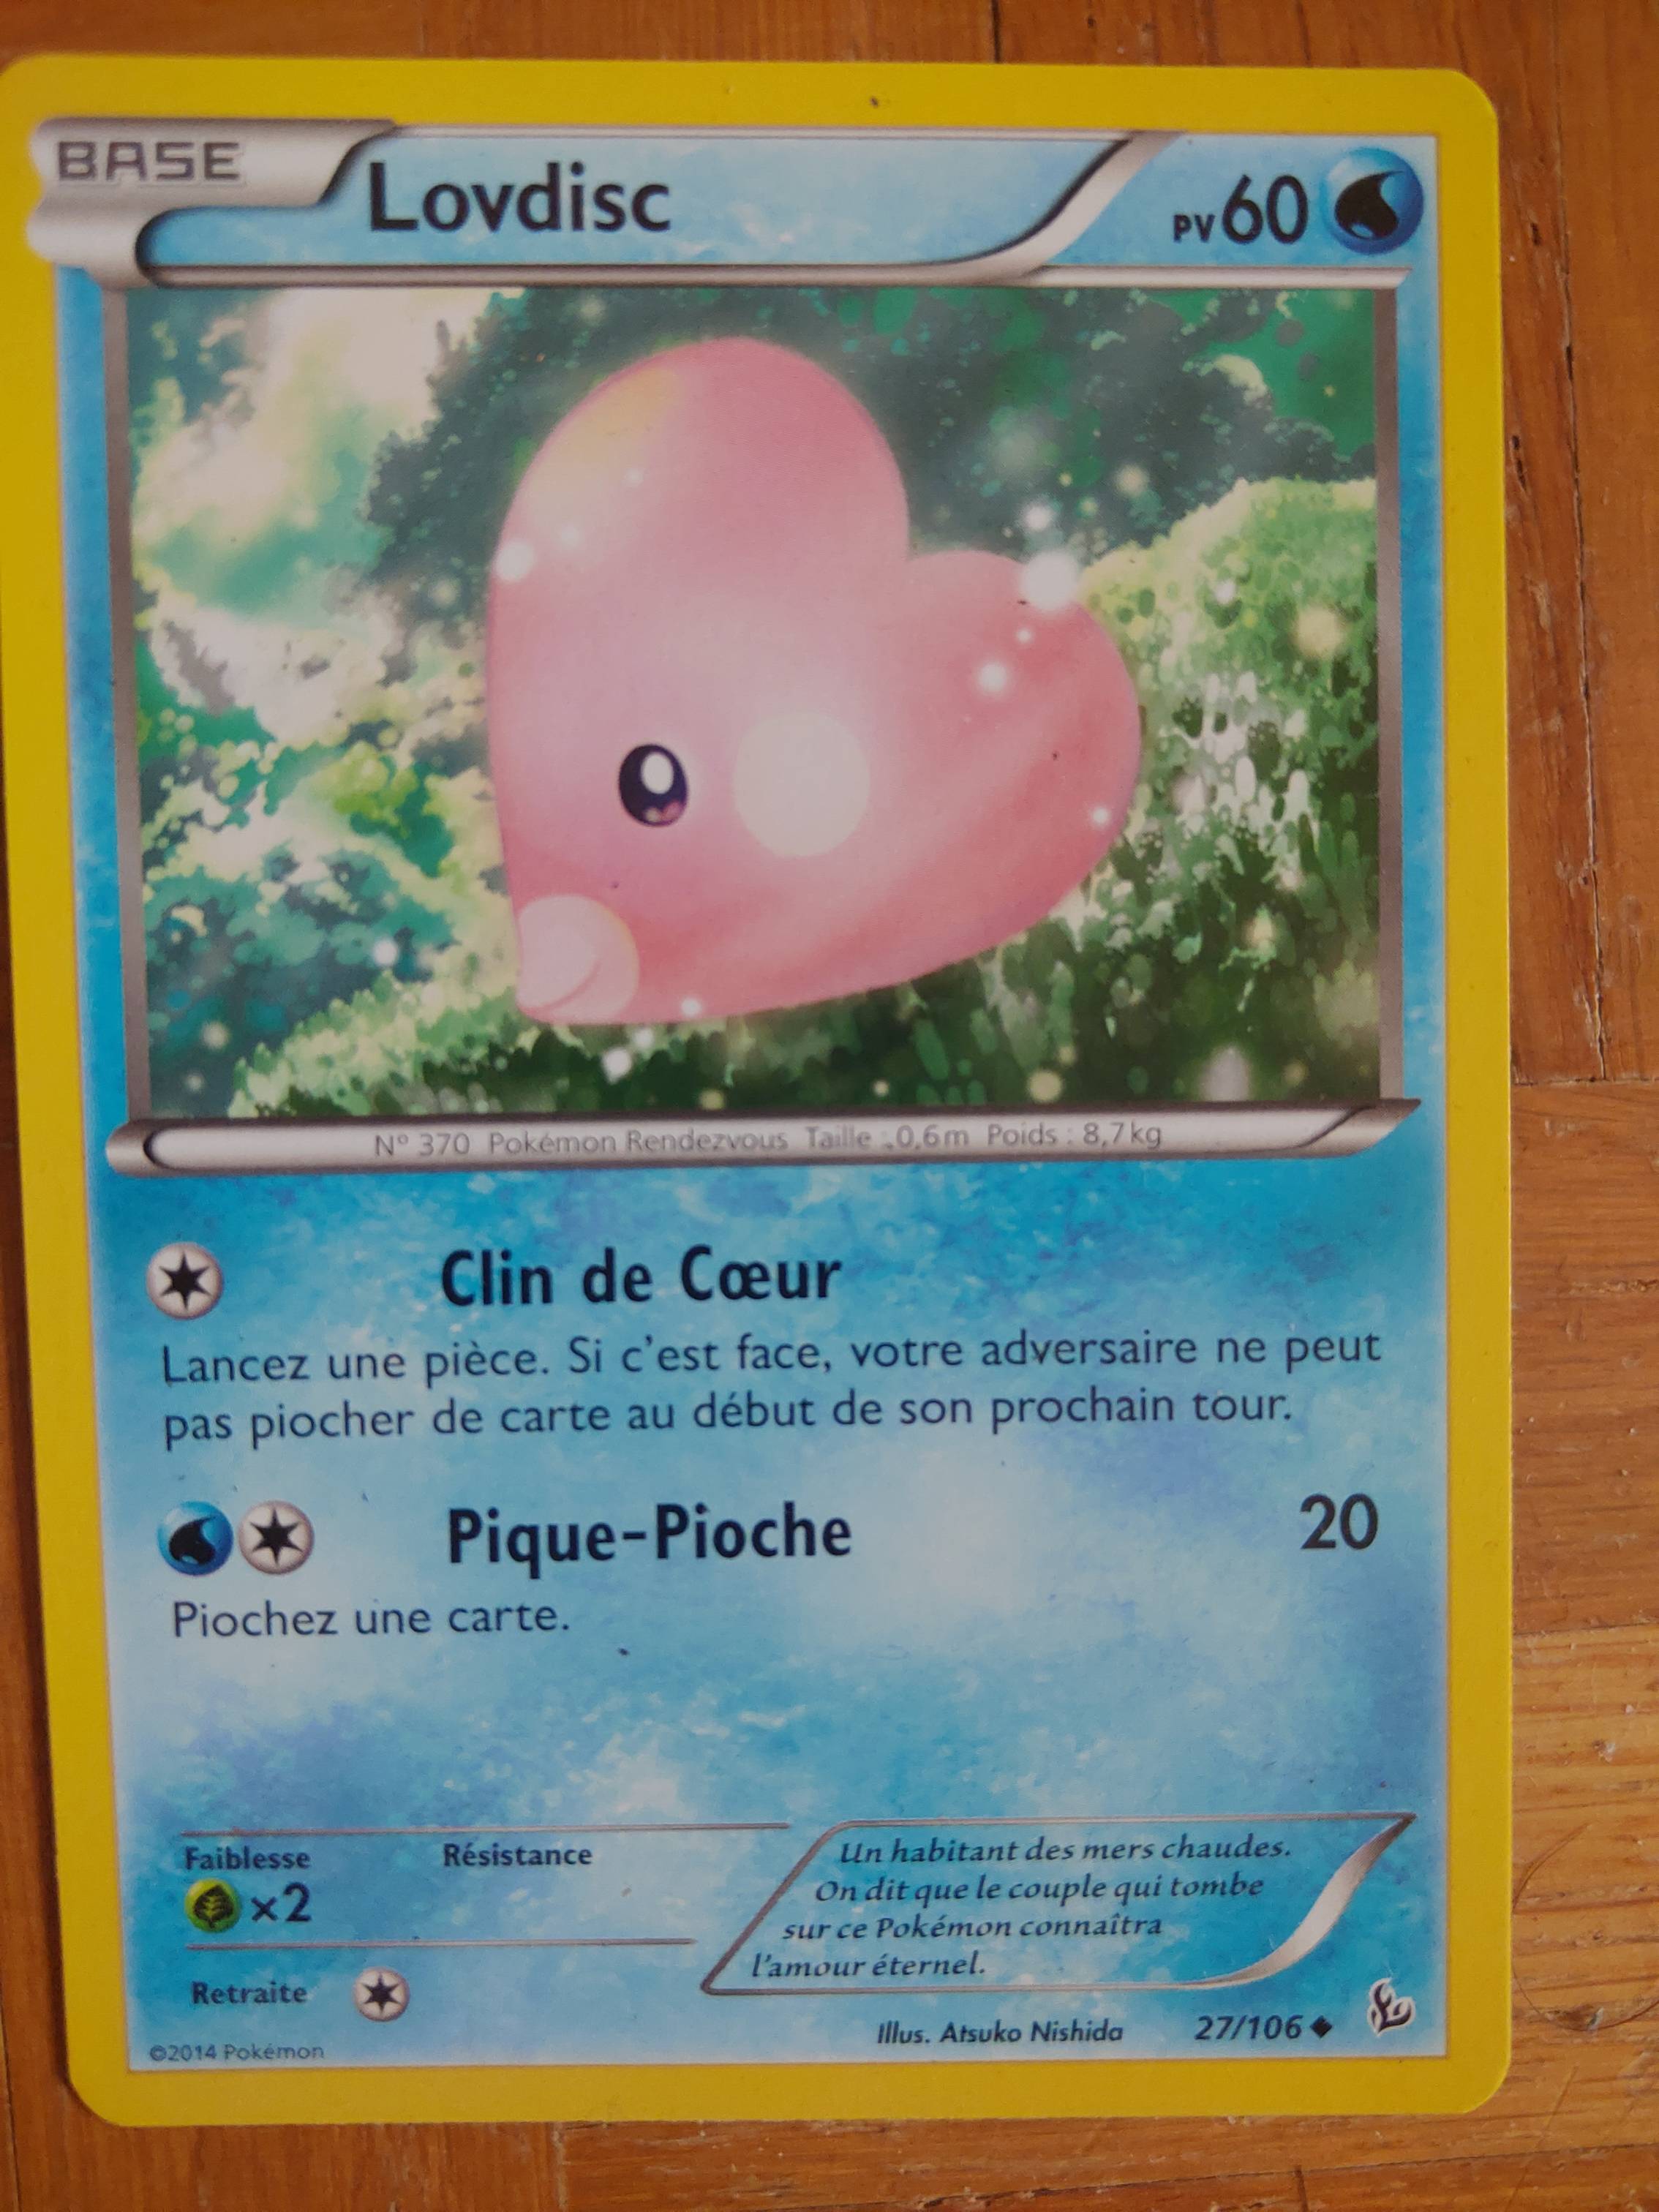 BASE
Lovdisc
PV60
N° 370 Pokémon Rendezvous Taille : 0,6m Poids : 8,7kg
Clin de Cœur
Lancez une pièce. Si c'est face, votre adversaire ne peut
pas piocher de carte au début de son prochain tour.
Pique-Pioche 20
Piochez une carte.
Faiblesse Résistance
×2
Retraite
Un habitant des mers chaudes.
On dit que le couple qui tombe
sur ce Pokémon connaîtra
l'amour éternel.
Illus. Atsuko Nishida 27/106
©2014 Pokémon